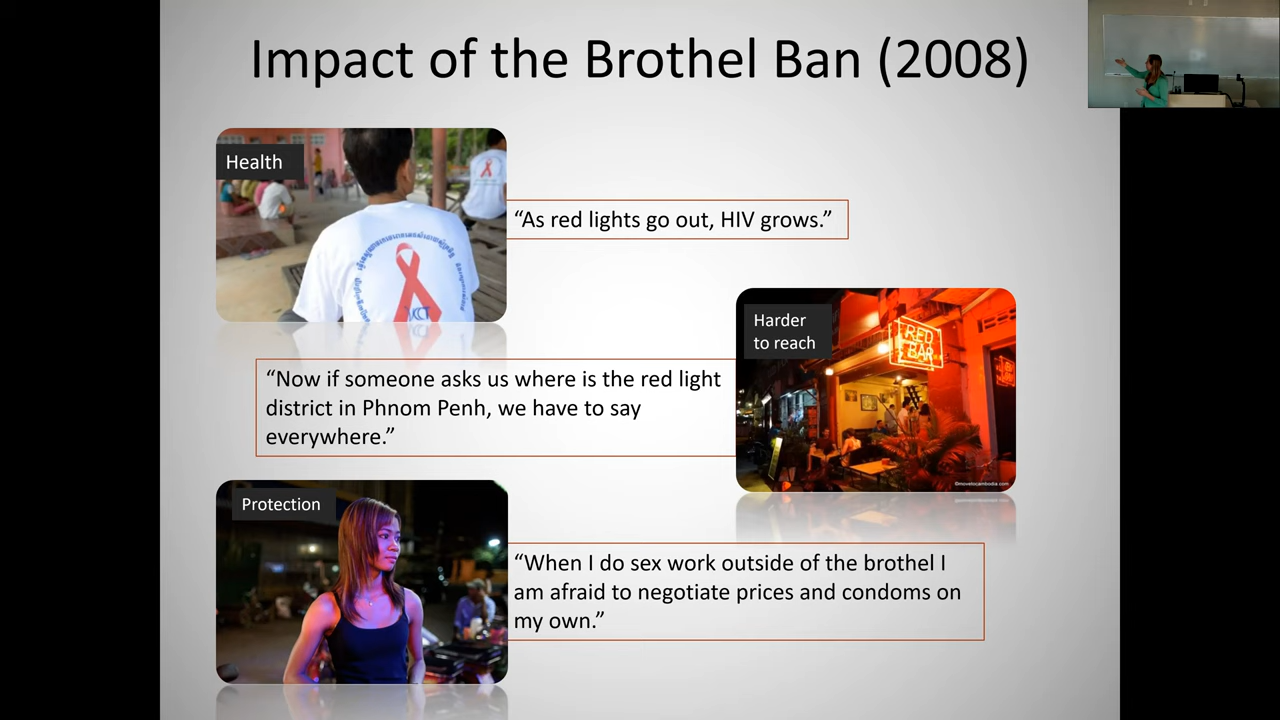 Impact of the Brothel Ban (2008)
Health
“As red lights go out, HIV grows.”
Harder
to reach
RED
BAR
“Now if someone asks us where is the red light
district in Phnom Penh, we have to say
everywhere.”
©movetocambodia.com
Protection
“When I do sex work outside of the brothel I
am afraid to negotiate prices and condoms on
my own.”